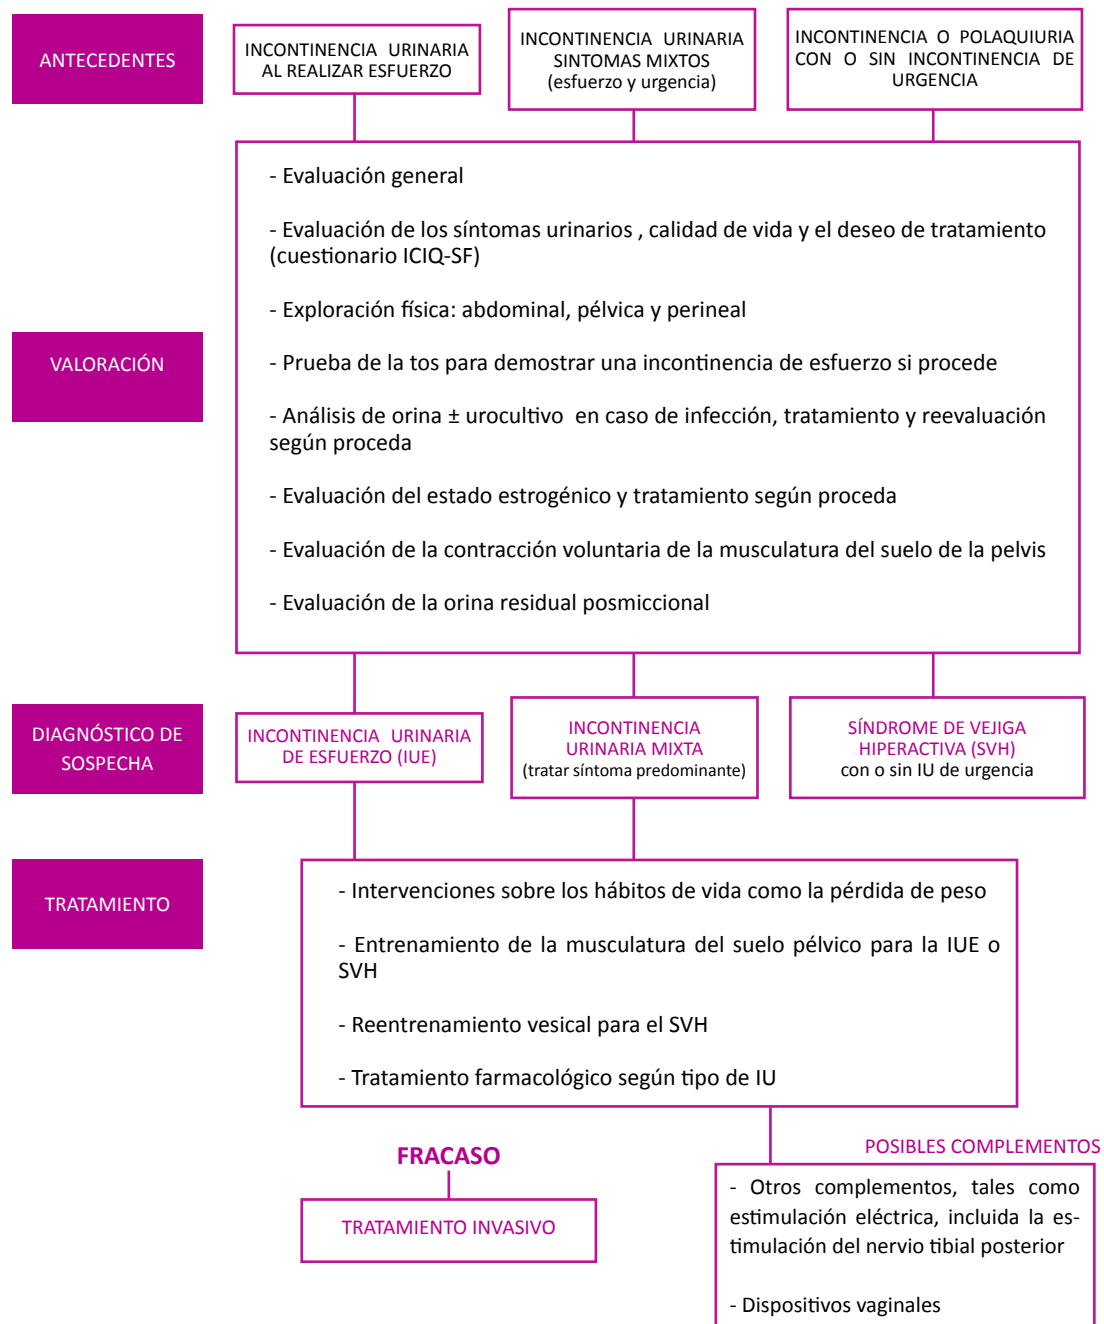 ANTECEDENTES
INCONTINENCIA URINARIA
AL REALIZAR ESFUERZO
INCONTINENCIA URINARIA
SINTOMAS MIXTOS
(esfuerzo y urgencia)
INCONTINENCIA O POLAQUIURIA
CON O SIN INCONTINENCIA DE
URGENCIA
VALORACIÓN
- Evaluación general
- Evaluación de los síntomas urinarios , calidad de vida y el deseo de tratamiento
(cuestionario ICIQ-SF)
- Exploración física: abdominal, pélvica y perineal
- Prueba de la tos para demostrar una incontinencia de esfuerzo si procede
- Análisis de orina ± urocultivo en caso de infección, tratamiento y reevaluación
según proceda
- Evaluación del estado estrogénico y tratamiento según proceda
- Evaluación de la contracción voluntaria de la musculatura del suelo de la pelvis
- Evaluación de la orina residual posmiccional
DIAGNÓSTICO DE
SOSPECHA
INCONTINENCIA URINARIA
DE ESFUERZO (IUE)
INCONTINENCIA
URINARIA MIXTA
(tratar síntoma predominante)
SÍNDROME DE VEJIGA
HIPERACTIVA (SVH)
con o sin IU de urgencia
TRATAMIENTO
- Intervenciones sobre los hábitos de vida como la pérdida de peso
- Entrenamiento de la musculatura del suelo pélvico para la IUE o
SVH
- Reentrenamiento vesical para el SVH
- Tratamiento farmacológico según tipo de IU
FRACASO
TRATAMIENTO INVASIVO
POSIBLES COMPLEMENTOS
- Otros complementos, tales como
estimulación eléctrica, incluida la es-
timulación del nervio tibial posterior
- Dispositivos vaginales